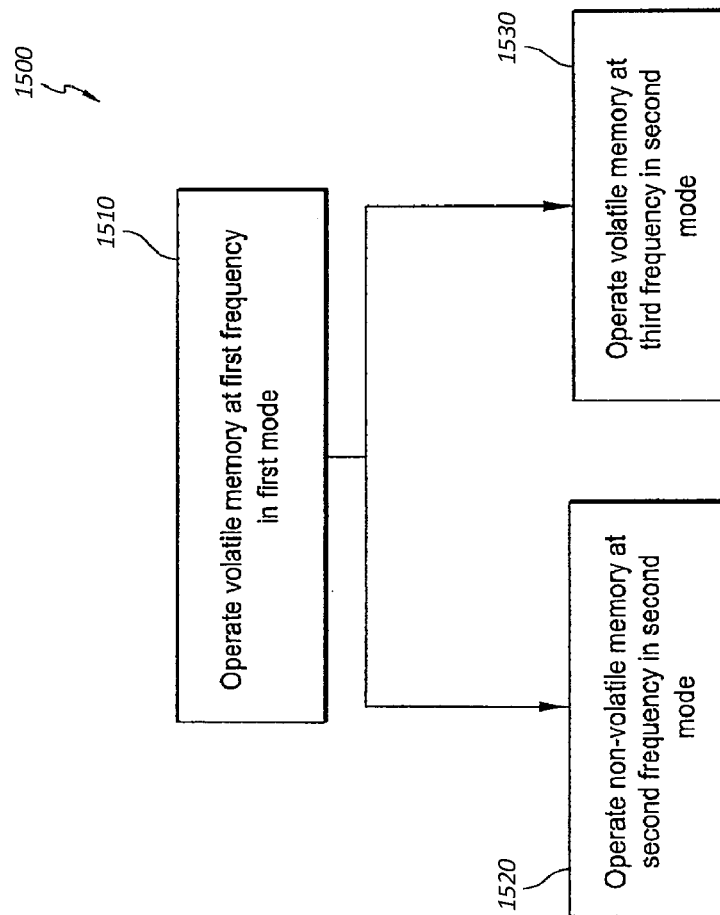 1500
1510
Operate volatile memory at first frequency
in first mode
1520
Operate non-volatile memory at
second frequency in second
mode
1530
Operate volatile memory at
third frequency in second
mode